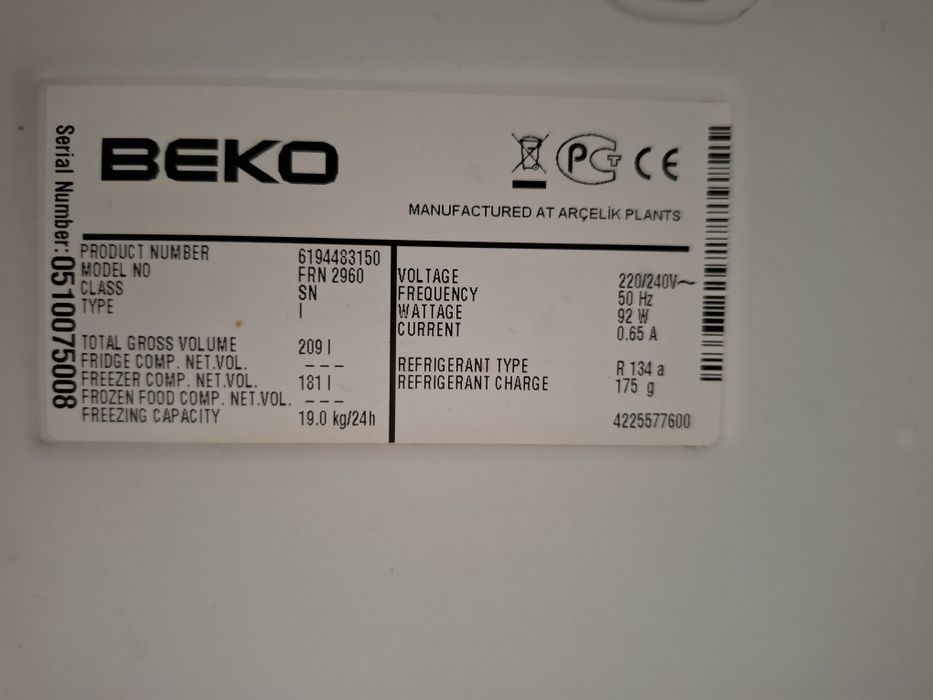 BEKO
MANUFACTURED AT ARÇELİK PLANTS
Serial Number: 0510075008
PRODUCT NUMBER 6194483150
MODEL NO FRN 2960
CLASS SN
TYPE I
TOTAL GROSS VOLUME 209 l
FRIDGE COMP. NET.VOL. ---
FREEZER COMP. NET.VOL. 181 l
FROZEN FOOD COMP. NET.VOL. ---
FREEZING CAPACITY 19.0 kg/24h
VOLTAGE 220/240V~
FREQUENCY 50 Hz
WATTAGE 92 W
CURRENT 0.65 A
REFRIGERANT TYPE R 134 a
REFRIGERANT CHARGE 175 g
4225577600